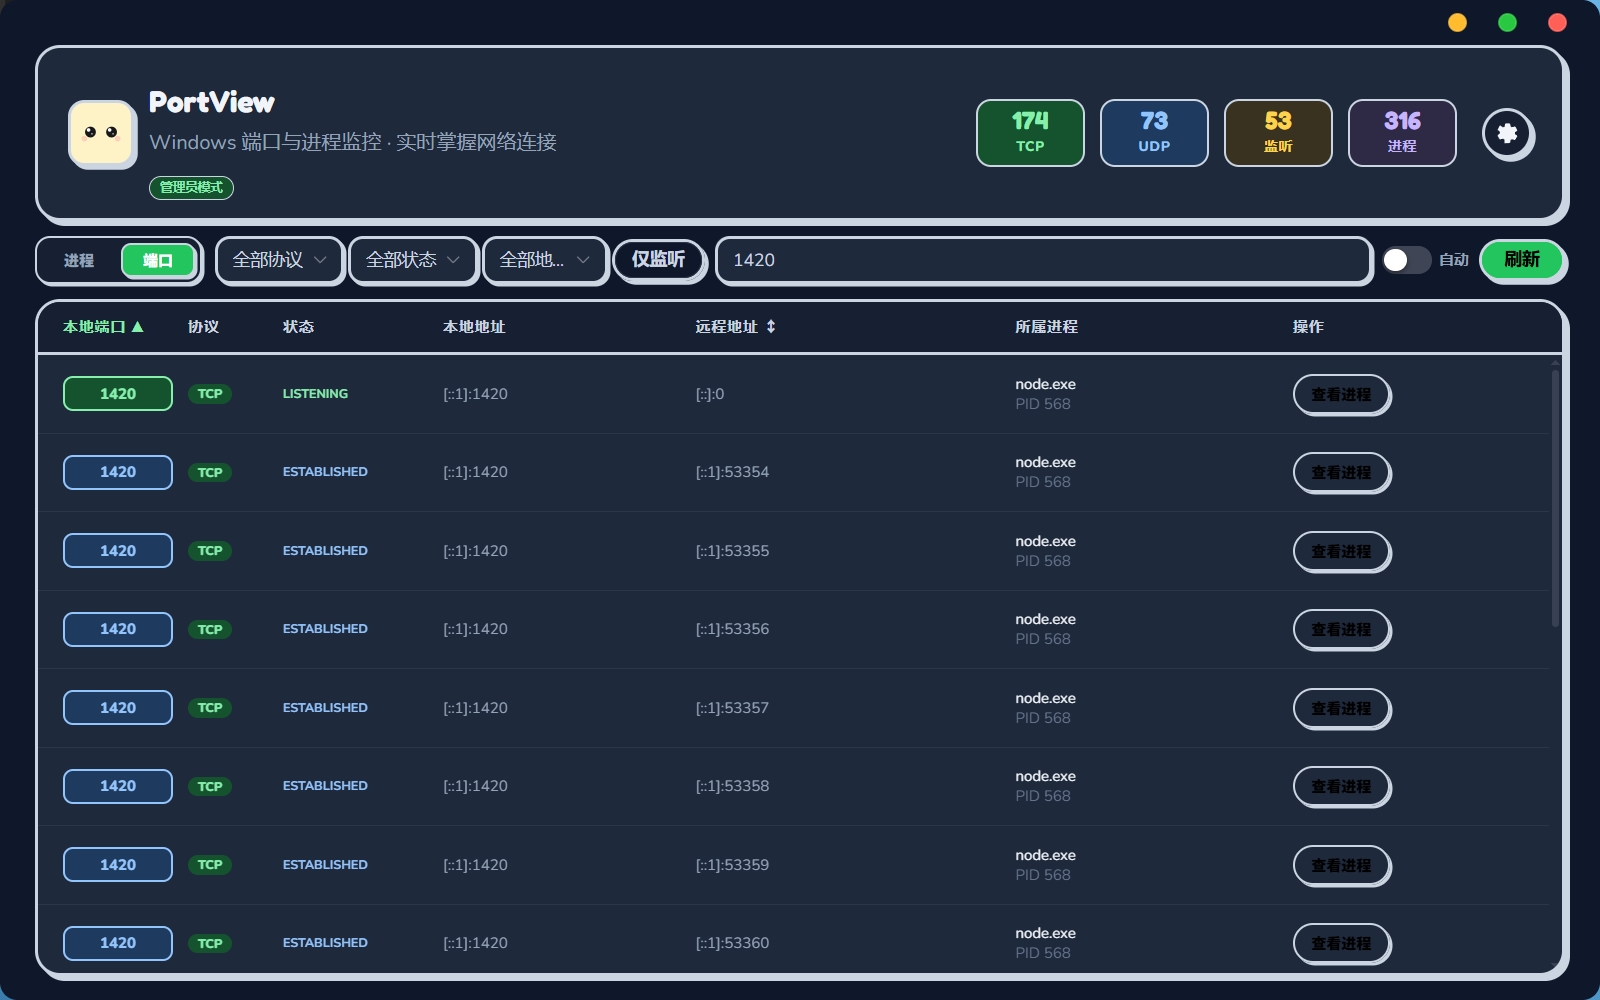 PortView
Windows 端口与进程监控 · 实时掌握网络连接
管理员模式
174
TCP
73
UDP
53
监听
316
进程
进程 端口 全部协议 全部状态 全部地... 仅监听 1420 自动 刷新
本地端口 ▲ 协议 状态 本地地址 远程地址 ↕ 所属进程 操作
1420 TCP LISTENING [::1]:1420 [::]:0 node.exe 查看进程
PID 568
1420 TCP ESTABLISHED [::1]:1420 [::1]:53354 node.exe 查看进程
PID 568
1420 TCP ESTABLISHED [::1]:1420 [::1]:53355 node.exe 查看进程
PID 568
1420 TCP ESTABLISHED [::1]:1420 [::1]:53356 node.exe 查看进程
PID 568
1420 TCP ESTABLISHED [::1]:1420 [::1]:53357 node.exe 查看进程
PID 568
1420 TCP ESTABLISHED [::1]:1420 [::1]:53358 node.exe 查看进程
PID 568
1420 TCP ESTABLISHED [::1]:1420 [::1]:53359 node.exe 查看进程
PID 568
1420 TCP ESTABLISHED [::1]:1420 [::1]:53360 node.exe 查看进程
PID 568